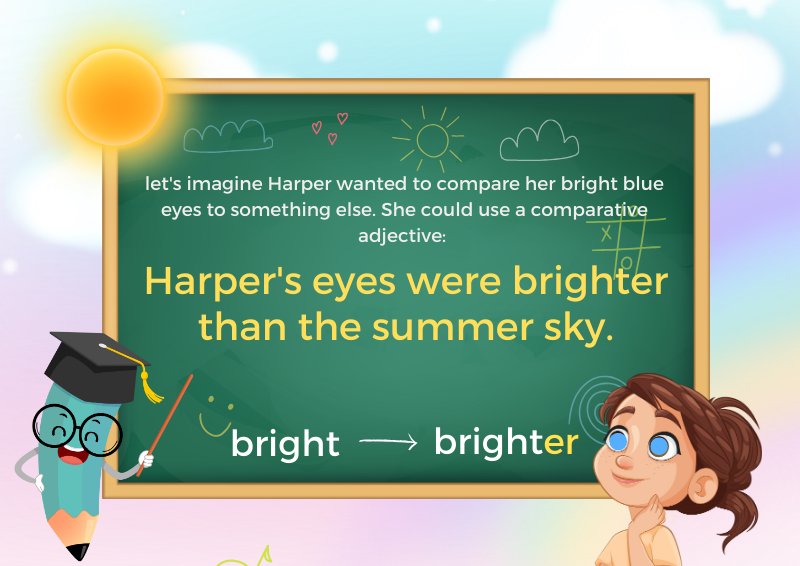 let's imagine Harper wanted to compare her bright blue
eyes to something else. She could use a comparative
adjective:
Harper's eyes were brighter
than the summer sky.
bright → brighter